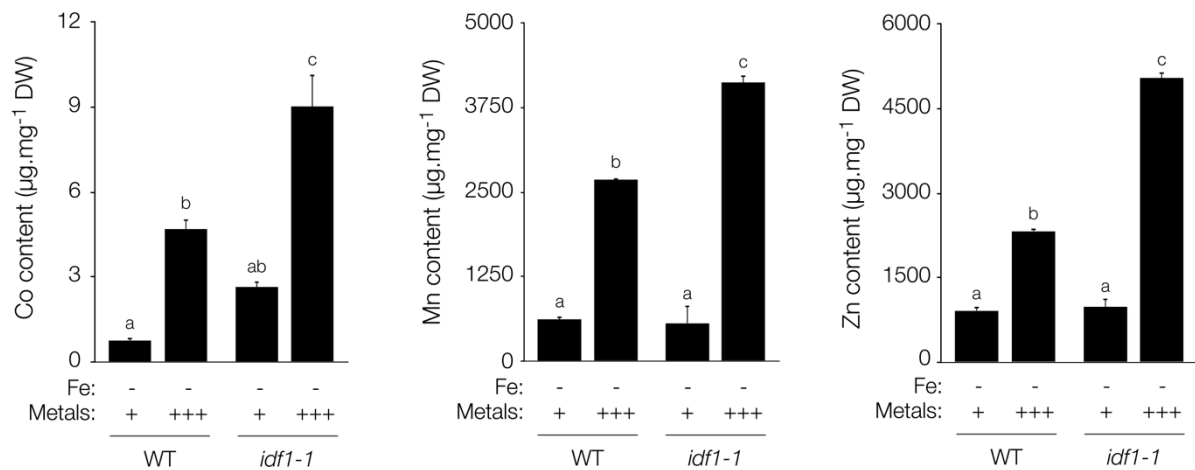 Co content (µg.mg⁻¹ DW)
12
9
6
3
0
a
b
ab
c
Fe: - - - -
Metals: + +++ + +++
WT idf1-1
Mn content (µg.mg⁻¹ DW)
5000
3750
2500
1250
0
a
b
a
c
Fe: - - - -
Metals: + +++ + +++
WT idf1-1
Zn content (µg.mg⁻¹ DW)
6000
4500
3000
1500
0
a
b
a
c
Fe: - - - -
Metals: + +++ + +++
WT idf1-1